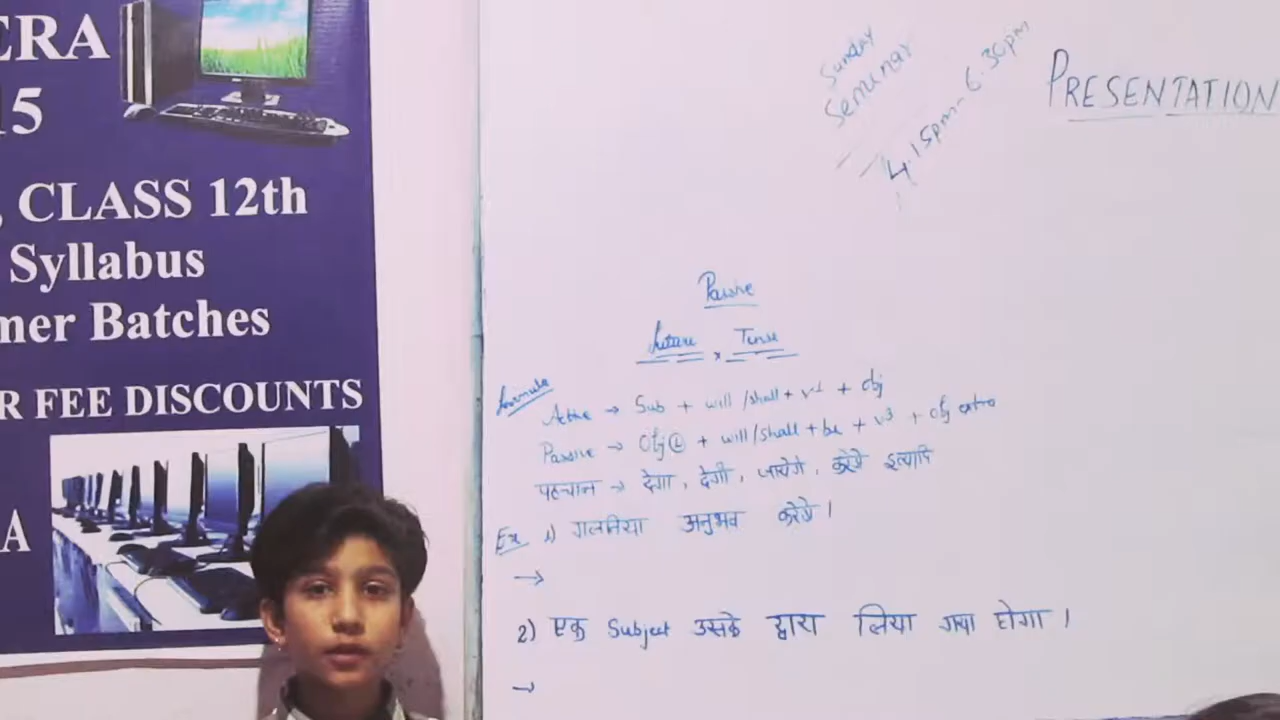 ERA
15
, CLASS 12th
Syllabus
mer Batches
R FEE DISCOUNTS
A
Sunday
Seminar
4.15pm - 6.30pm
PRESENTATION
Passive
Future Tense
Formula
Active → Sub + will/shall + v1 + obj
Passive → Obj + will/shall + be + v3 + obj
पहचान → देगा, देगी, जायेगे, करेगे इत्यादि
Ex 1) गलतिया अनुभव करेगे।
→
2) एक Subject उसके द्वारा लिया गया होगा।
→